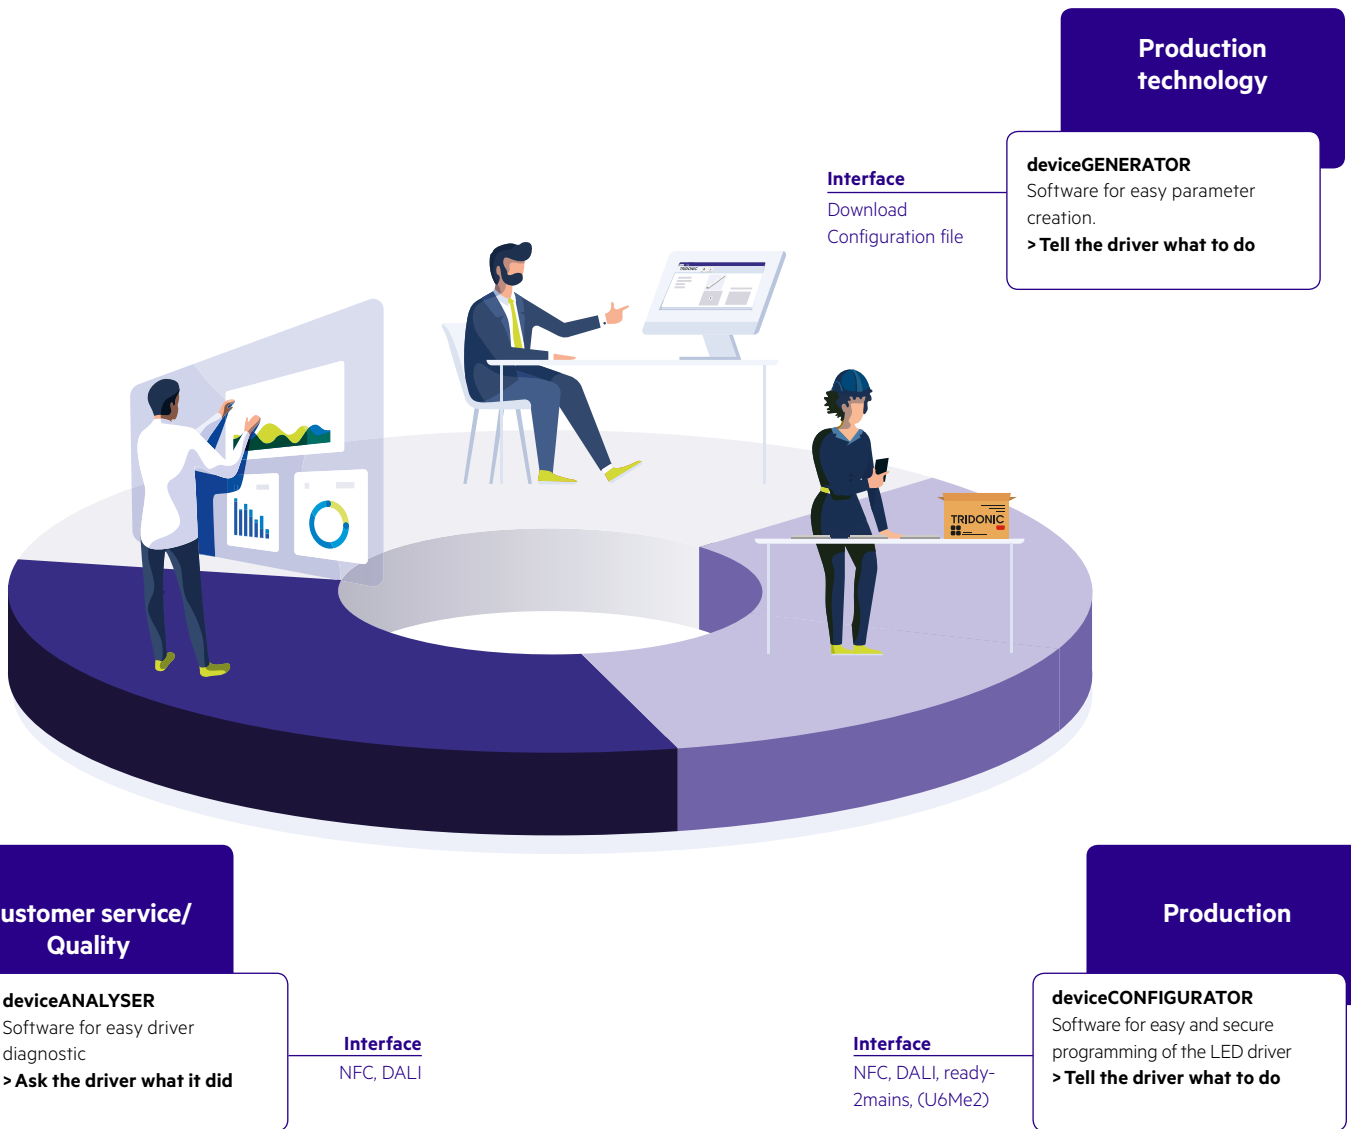 Production
technology
deviceGENERATOR
Software for easy parameter
creation.
> Tell the driver what to do
Interface
Download
Configuration file
TRIDONIC
TRIDONIC
ustomer service/
Quality
deviceANALYSER
Software for easy driver
diagnostic
> Ask the driver what it did
Interface
NFC, DALI
Interface
NFC, DALI, ready-
2mains, (U6Me2)
Production
deviceCONFIGURATOR
Software for easy and secure
programming of the LED driver
> Tell the driver what to do